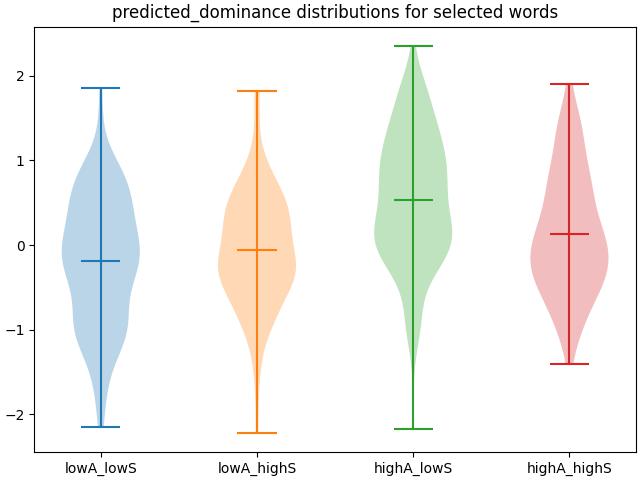 predicted_dominance distributions for selected words
2
1
0
−1
−2
lowA_lowS
lowA_highS
highA_lowS
highA_highS